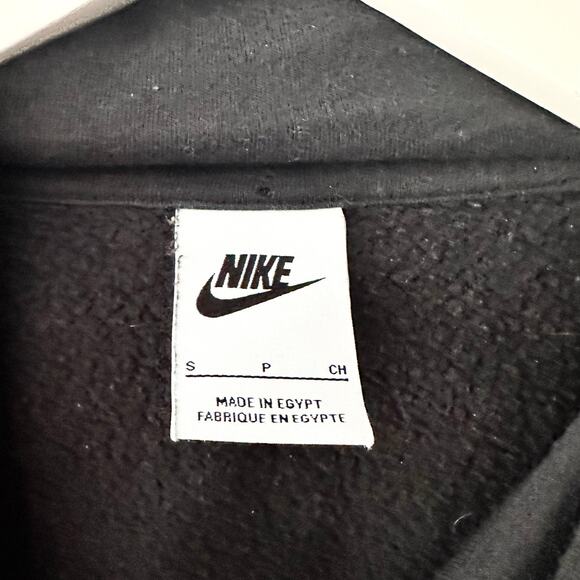 NIKE
S P CH
MADE IN EGYPT
FABRIQUE EN EGYPTE